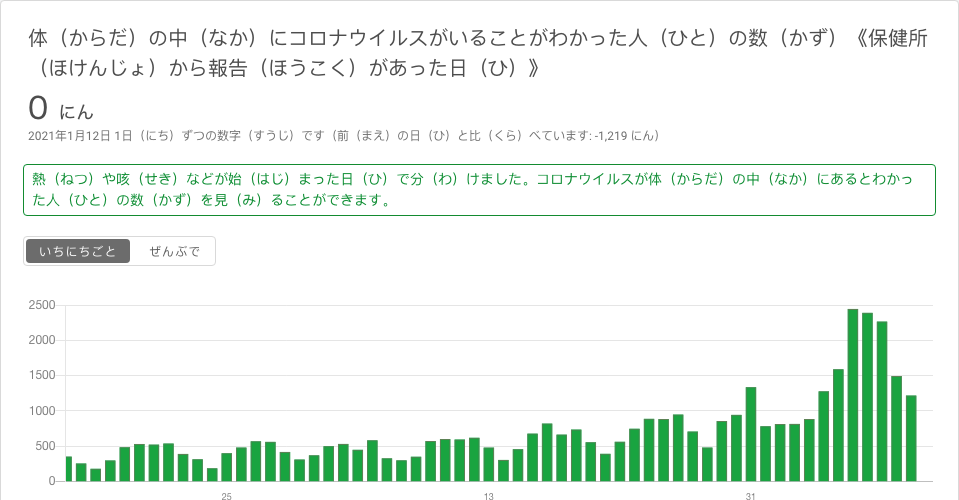 体（からだ）の中（なか）にコロナウイルスがいることがわかった人（ひと）の数（かず）《保健所
（ほけんじょ）から報告（ほうこく）があった日（ひ）》
0 にん
2021年1月12日 1日（にち）ずつの数字（すうじ）です（前（まえ）の日（ひ）と比（くら）べています: -1,219 にん）
熱（ねつ）や咳（せき）などが始（はじ）まった日（ひ）で分（わ）けました。コロナウイルスが体（からだ）の中（なか）にあるとわかっ
た人（ひと）の数（かず）を見（み）ることができます。
いちにちごと ぜんぶで
2500
2000
1500
1000
500
0
25 13 31